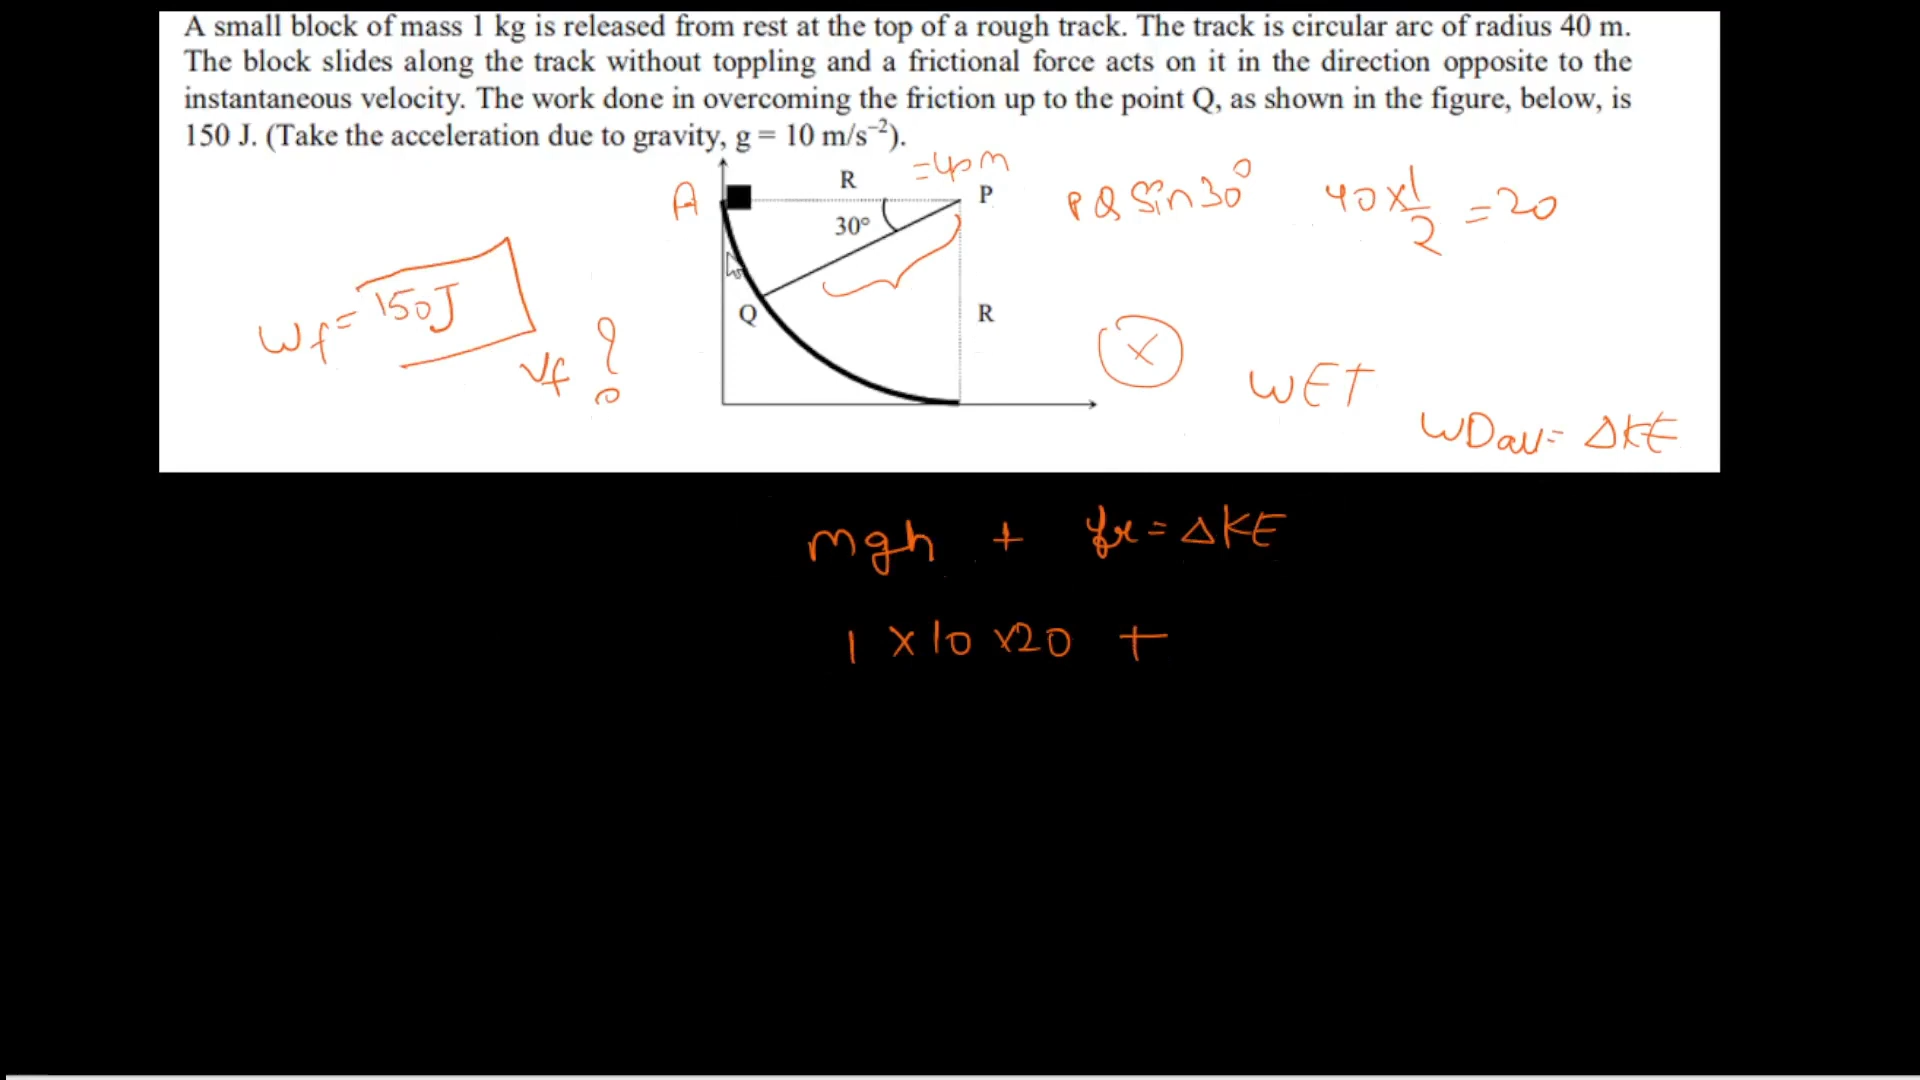 A small block of mass 1 kg is released from rest at the top of a rough track. The track is circular arc of radius 40 m.
The block slides along the track without toppling and a frictional force acts on it in the direction opposite to the
instantaneous velocity. The work done in overcoming the friction up to the point Q, as shown in the figure, below, is
150 J. (Take the acceleration due to gravity, g = 10 m/s⁻²).
A
R
=40m
P
PQ Sin30° 40×1/2 =20
30°
Wf= 150J
Q
R
Vf ?
X
WET
WDall= ΔKE
mgh + fr=ΔKE
1 X10 X20 +